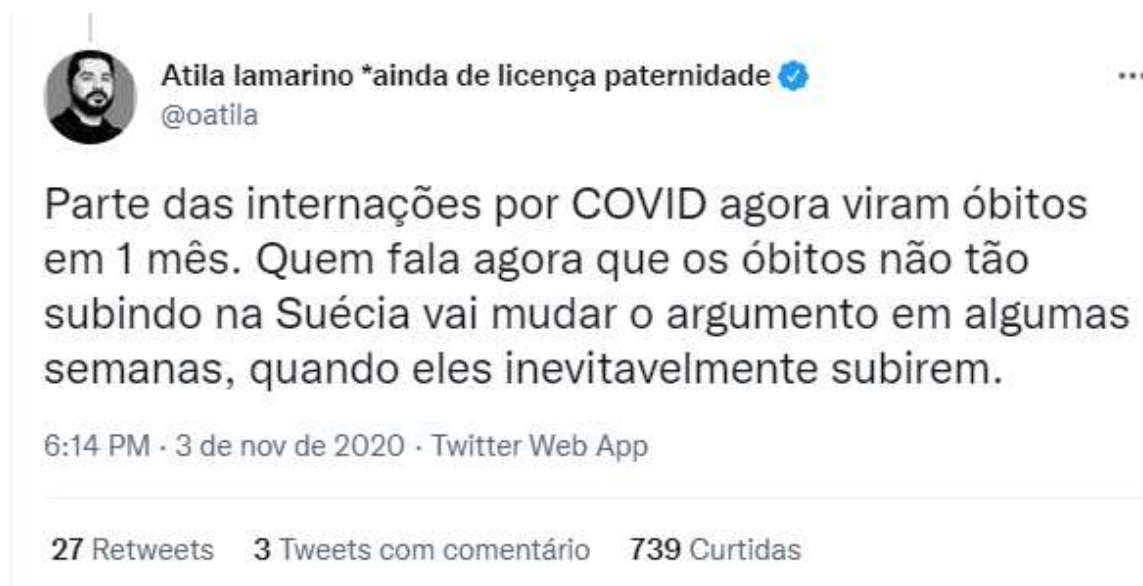 Atila Iamarino *ainda de licença paternidade
@oatila
Parte das internações por COVID agora viram óbitos
em 1 mês. Quem fala agora que os óbitos não tão
subindo na Suécia vai mudar o argumento em algumas
semanas, quando eles inevitavelmente subirem.
6:14 PM · 3 de nov de 2020 · Twitter Web App
27 Retweets 3 Tweets com comentário 739 Curtidas